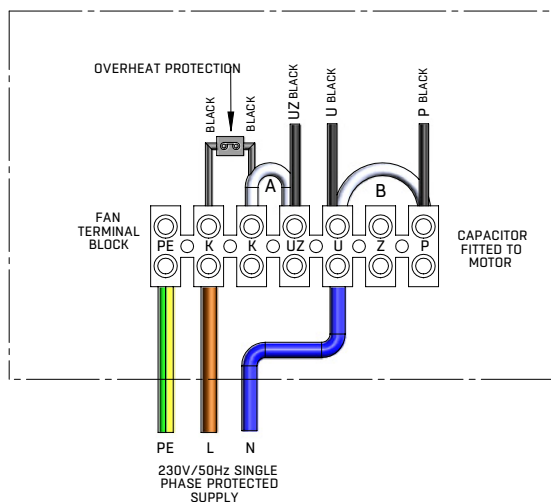 OVERHEAT PROTECTION
BLACK
BLACK
UZ BLACK
U BLACK
P BLACK
A
B
FAN
TERMINAL
BLOCK
PE K K UZ U Z P
CAPACITOR
FITTED TO
MOTOR
PE L N
230V/50Hz SINGLE
PHASE PROTECTED
SUPPLY